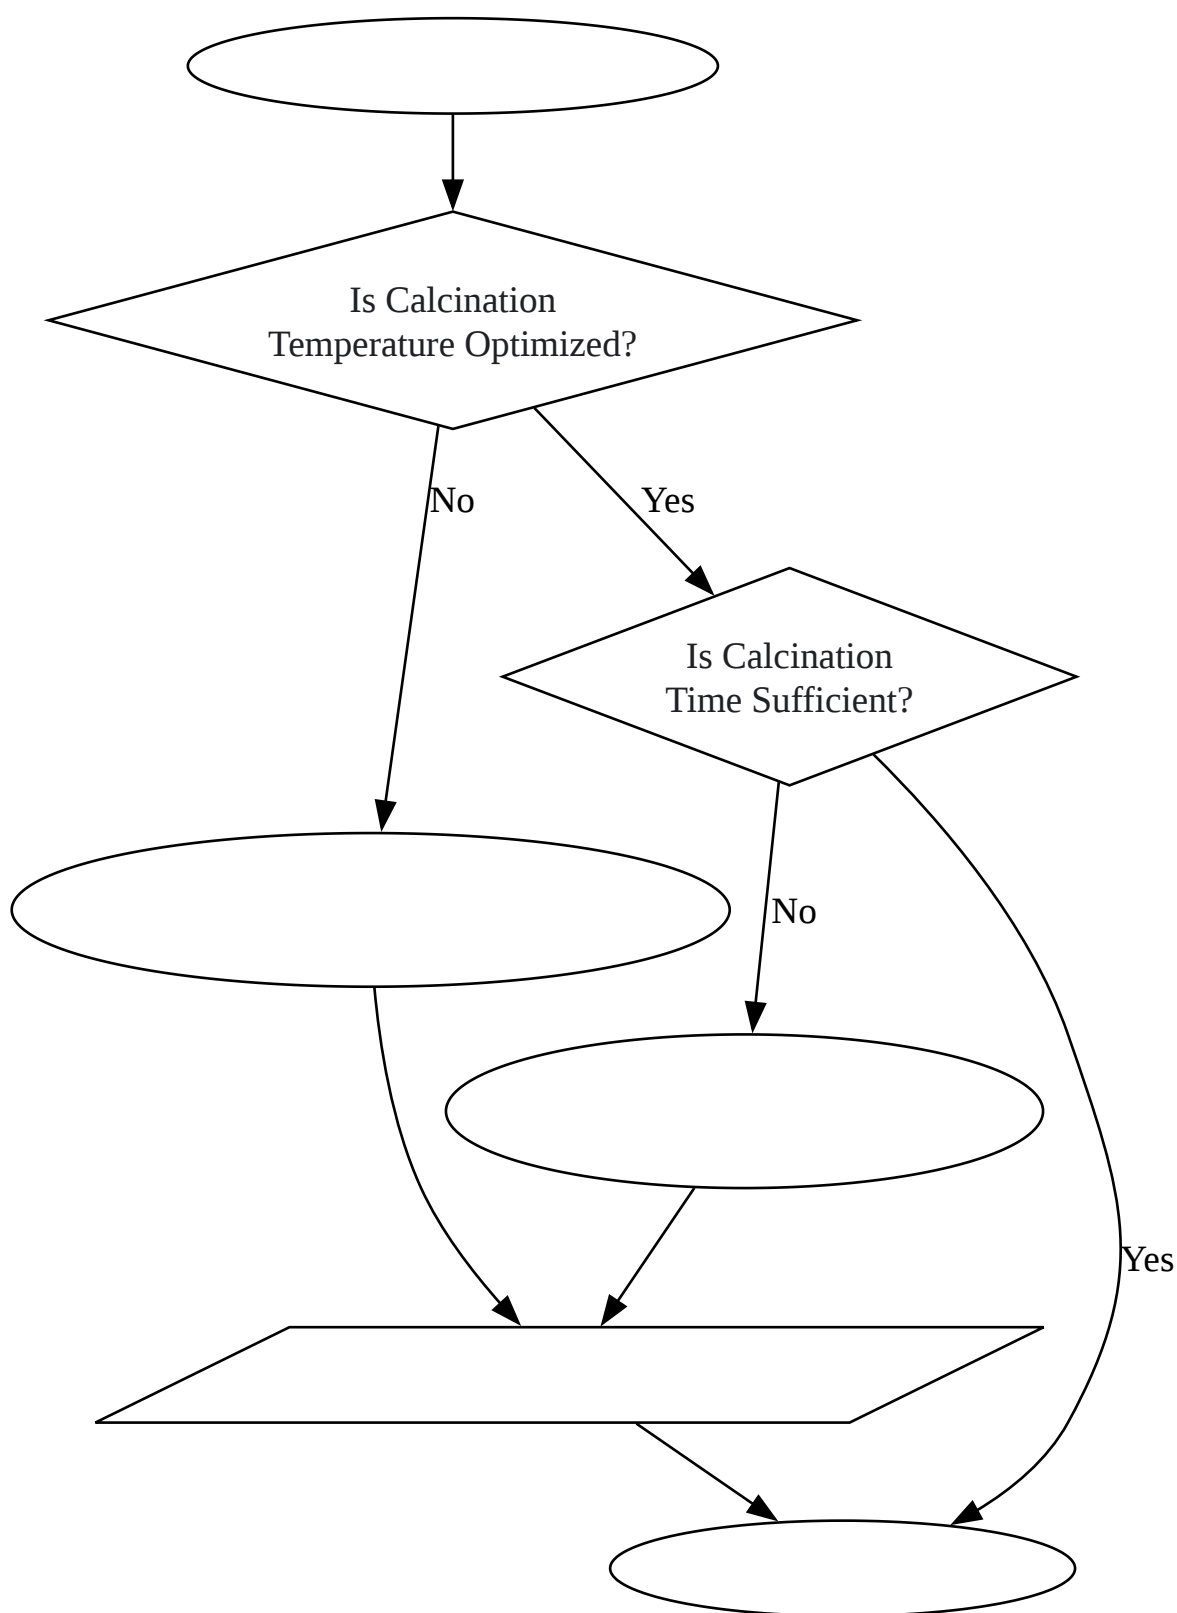 Is Calcination
Temperature Optimized?
No
Yes
Is Calcination
Time Sufficient?
No
Yes